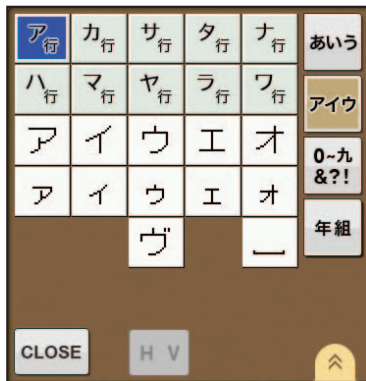 ア行 カ行 サ行 タ行 ナ行 あいう
ハ行 マ行 ヤ行 ラ行 ワ行 アイウ
ア イ ウ エ オ 0~九&?!
ァ ィ ゥ ェ ォ 年組
ヴ ⎵
CLOSE H V